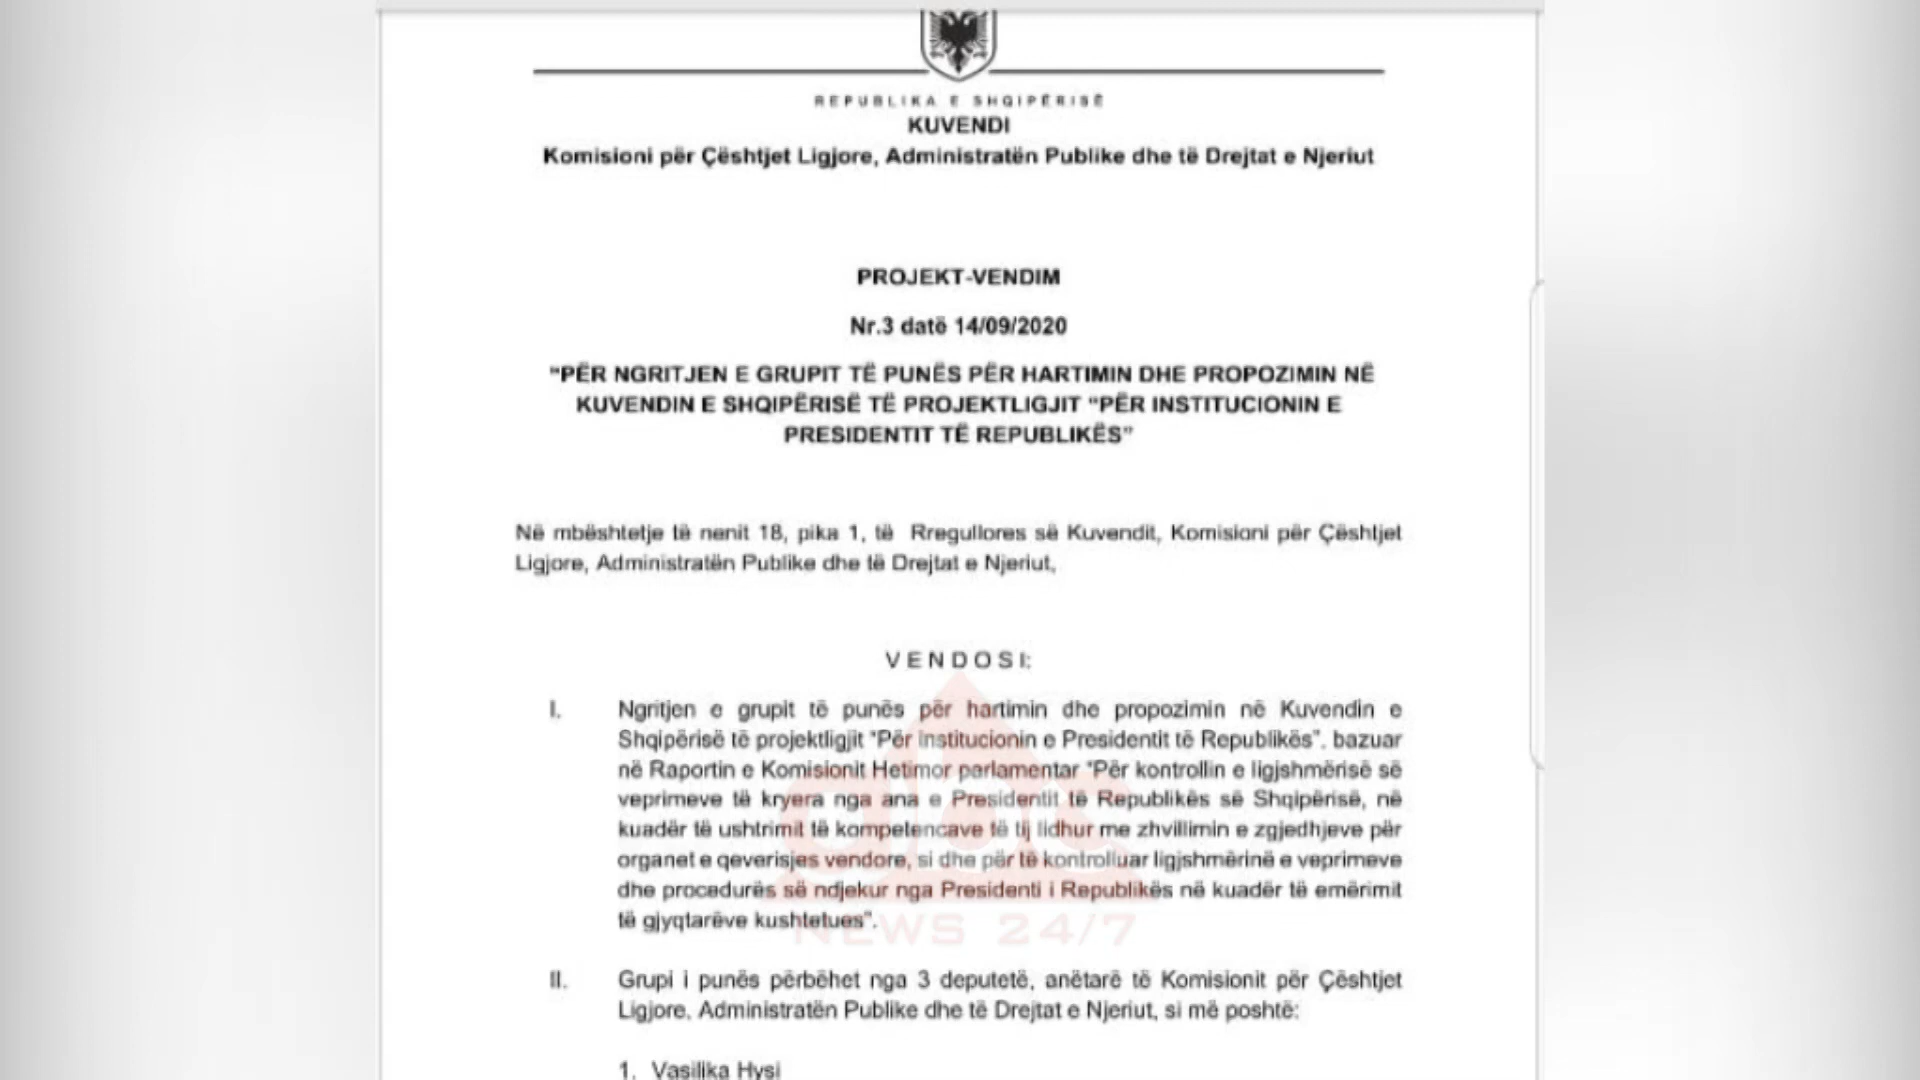 REPUBLIKA E SHQIPËRISË
KUVENDI
Komisioni për Çështjet Ligjore, Administratën Publike dhe të Drejtat e Njeriut
PROJEKT-VENDIM
Nr.3 datë 14/09/2020
“PËR NGRITJEN E GRUPIT TË PUNËS PËR HARTIMIN DHE PROPOZIMIN NË
KUVENDIN E SHQIPËRISË TË PROJEKTLIGJIT “PËR INSTITUCIONIN E
PRESIDENTIT TË REPUBLIKËS”
Në mbështetje të nenit 18, pika 1, të Rregullores së Kuvendit, Komisioni për Çështjet
Ligjore, Administratën Publike dhe të Drejtat e Njeriut,
VENDOSI:
I. Ngritjen e grupit të punës për hartimin dhe propozimin në Kuvendin e
Shqipërisë të projektligjit “Për institucionin e Presidentit të Republikës”, bazuar
në Raportin e Komisionit Hetimor parlamentar “Për kontrollin e ligjshmërisë së
veprimeve të kryera nga ana e Presidentit të Republikës së Shqipërisë, në
kuadër të ushtrimit të kompetencave të tij lidhur me zhvillimin e zgjedhjeve për
organet e qeverisjes vendore, si dhe për të kontrolluar ligjshmërinë e veprimeve
dhe procedurës së ndjekur nga Presidenti i Republikës në kuadër të emërimit
të gjyqtarëve kushtetues”.
abc
NEWS 24/7
II. Grupi i punës përbëhet nga 3 deputetë, anëtarë të Komisionit për Çështjet
Ligjore, Administratën Publike dhe të Drejtat e Njeriut, si më poshtë:
1. Vasilika Hysi